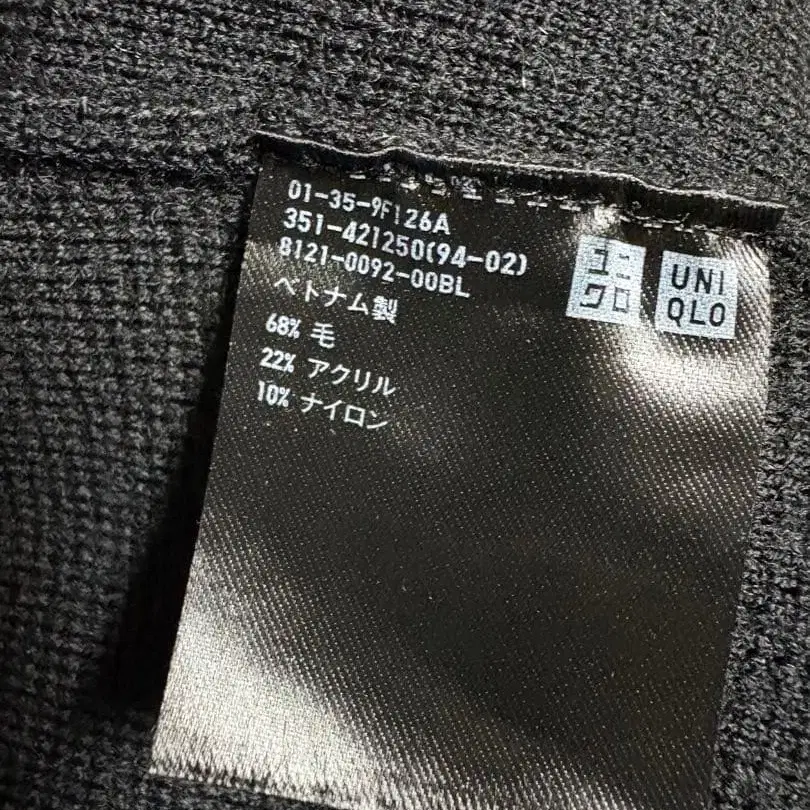 01-35-9F126A
351-421250(94-02)
8121-0092-00BL
ベトナム製
68% 毛
22% アクリル
10% ナイロン
ユニ
クロ
UNI
QLO